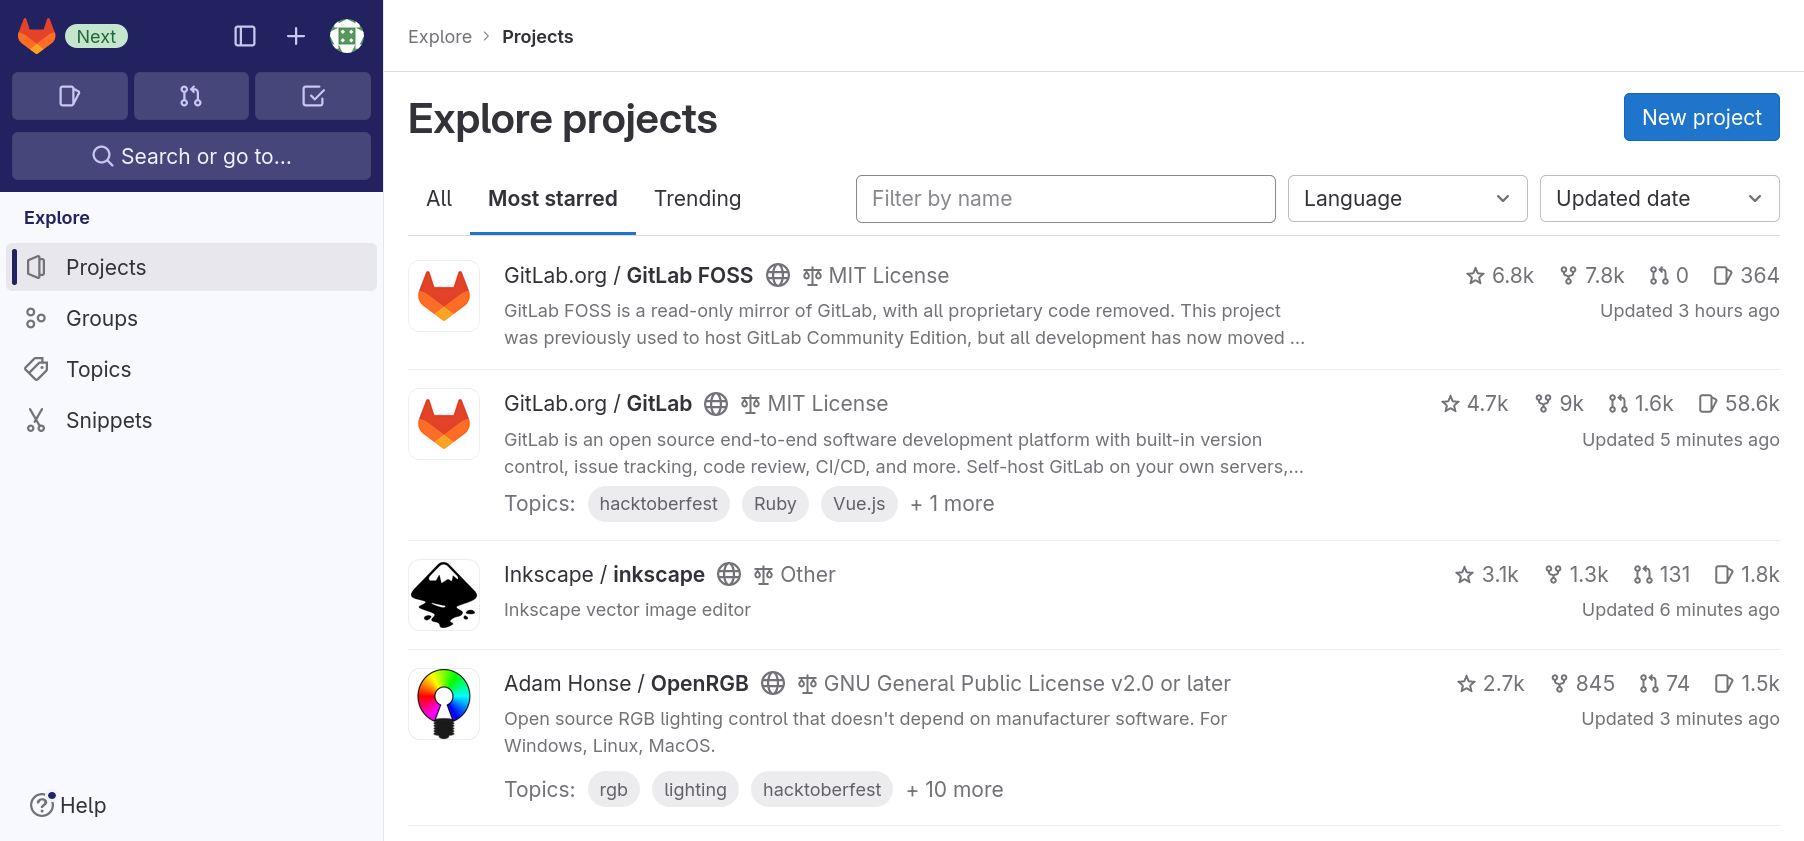 Next
Search or go to...
Explore
Projects
Groups
Topics
Snippets
Help
Explore > Projects
Explore projects
New project
All
Most starred
Trending
Filter by name
Language
Updated date
GitLab.org / GitLab FOSS MIT License 6.8k 7.8k 0 364
GitLab FOSS is a read-only mirror of GitLab, with all proprietary code removed. This project
was previously used to host GitLab Community Edition, but all development has now moved ...
Updated 3 hours ago
GitLab.org / GitLab MIT License 4.7k 9k 1.6k 58.6k
GitLab is an open source end-to-end software development platform with built-in version
control, issue tracking, code review, CI/CD, and more. Self-host GitLab on your own servers,...
Updated 5 minutes ago
Topics: hacktoberfest Ruby Vue.js + 1 more
Inkscape / inkscape Other 3.1k 1.3k 131 1.8k
Inkscape vector image editor
Updated 6 minutes ago
Adam Honse / OpenRGB GNU General Public License v2.0 or later 2.7k 845 74 1.5k
Open source RGB lighting control that doesn't depend on manufacturer software. For
Windows, Linux, MacOS.
Updated 3 minutes ago
Topics: rgb lighting hacktoberfest + 10 more